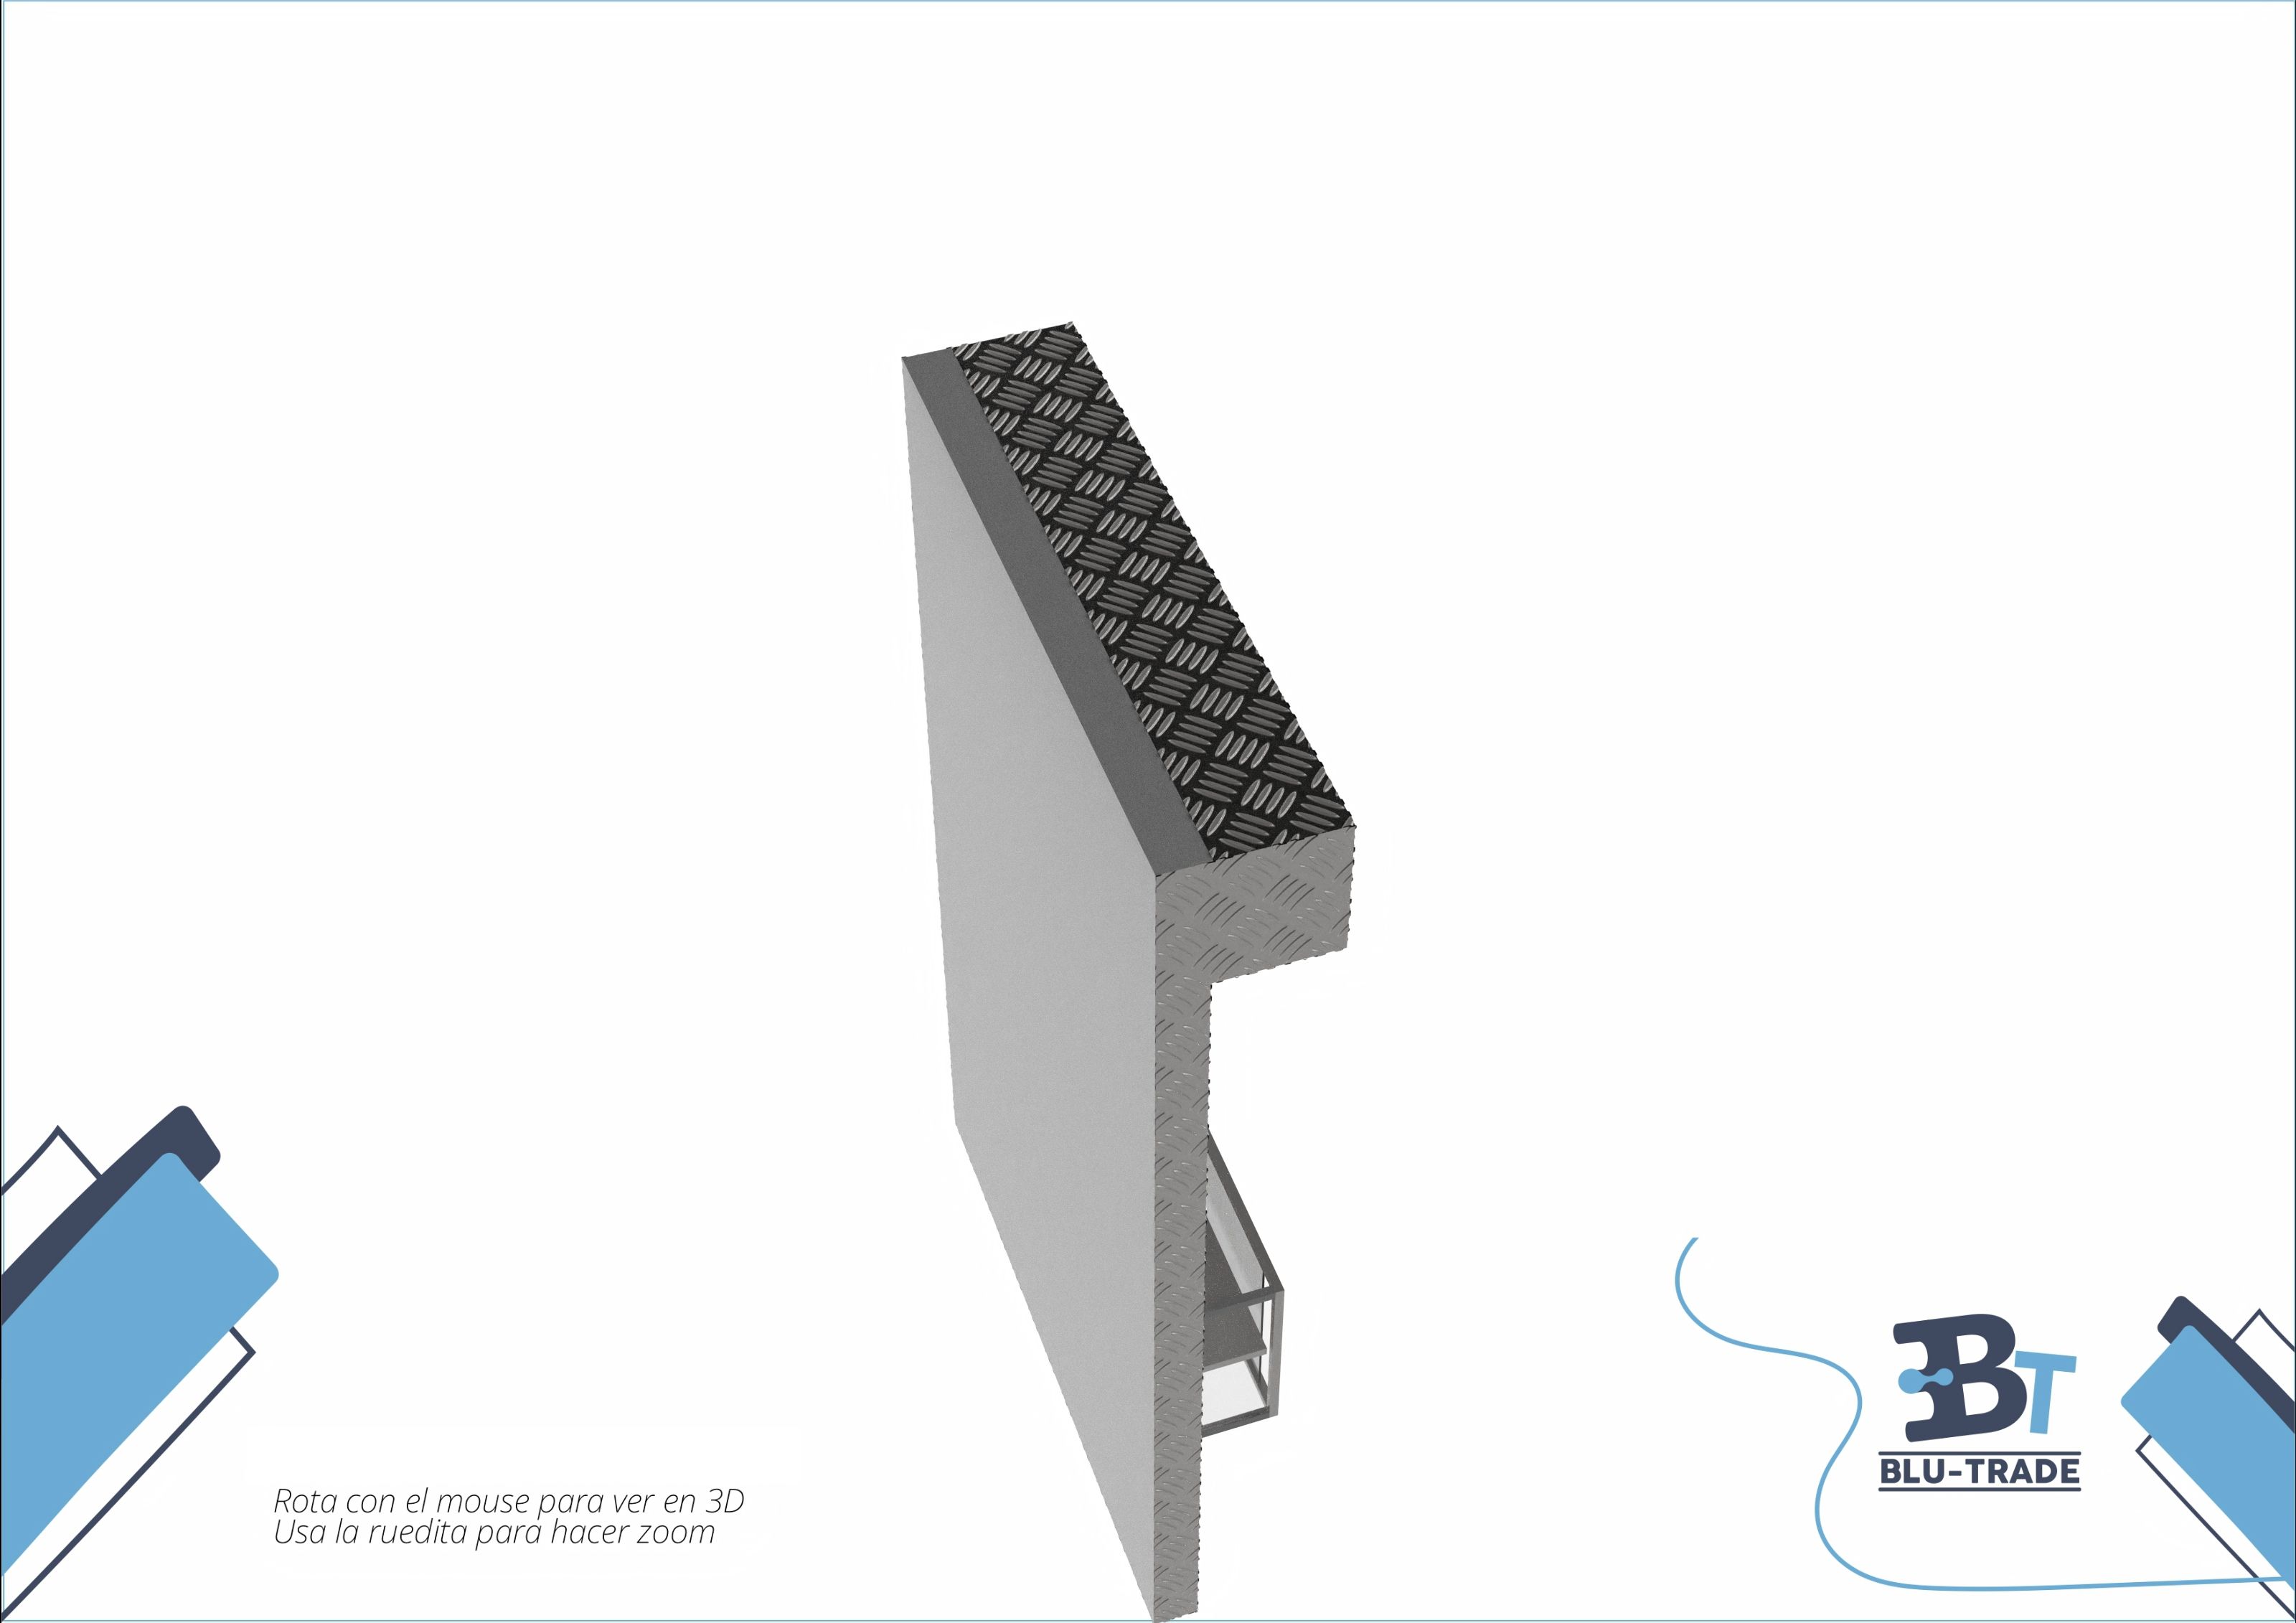 Rota con el mouse para ver en 3D
Usa la ruedita para hacer zoom
BT
BLU-TRADE